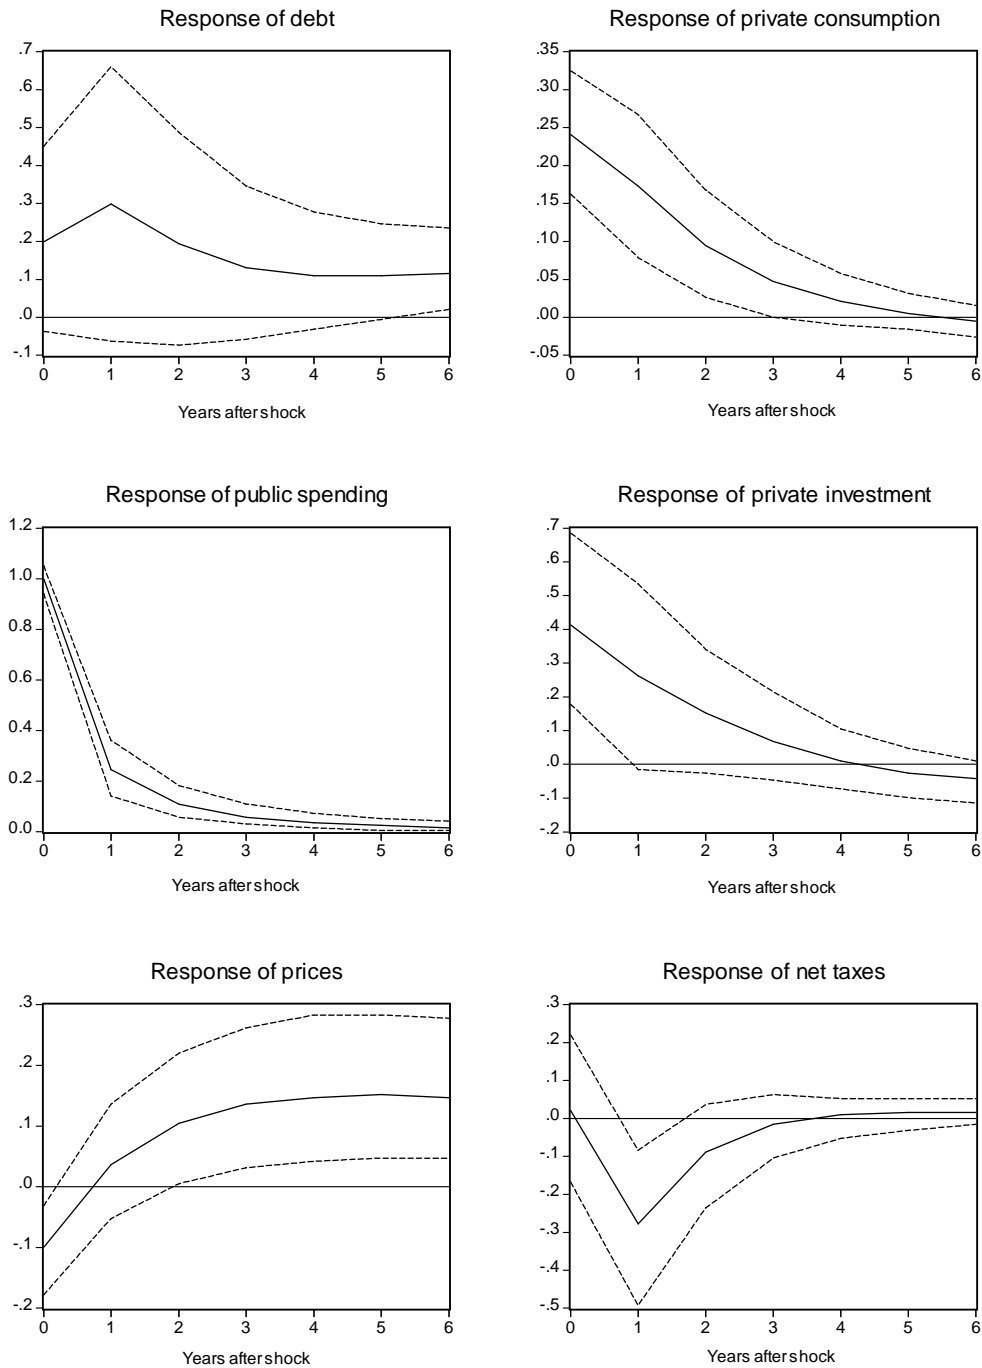 Response of debt
.7
.6
.5
.4
.3
.2
.1
.0
-.1
0 1 2 3 4 5 6
Years after shock
Response of private consumption
.35
.30
.25
.20
.15
.10
.05
.00
-.05
0 1 2 3 4 5 6
Years after shock
Response of public spending
1.2
1.0
0.8
0.6
0.4
0.2
0.0
0 1 2 3 4 5 6
Years after shock
Response of private investment
.7
.6
.5
.4
.3
.2
.1
.0
-.1
-.2
0 1 2 3 4 5 6
Years after shock
Response of prices
.3
.2
.1
.0
-.1
-.2
0 1 2 3 4 5 6
Years after shock
Response of net taxes
.3
.2
.1
.0
-.1
-.2
-.3
-.4
-.5
0 1 2 3 4 5 6
Years after shock